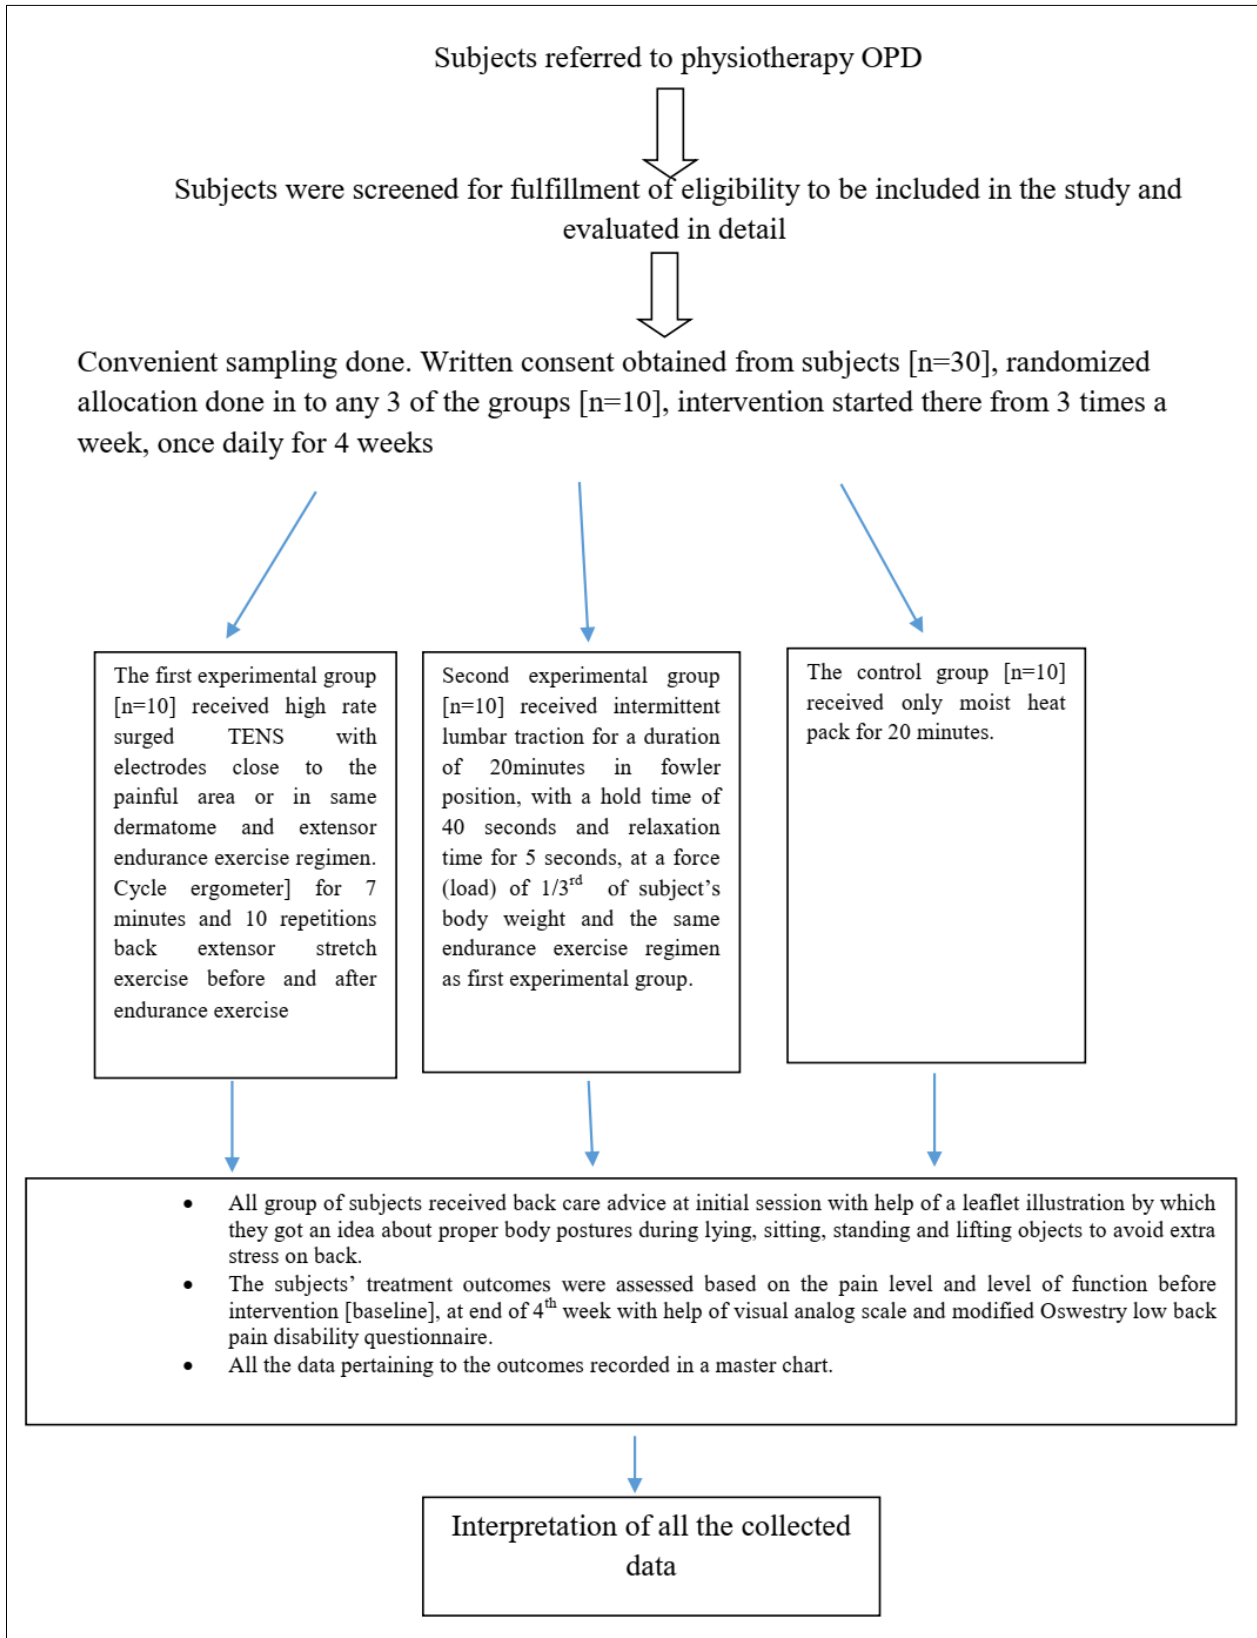 Subjects referred to physiotherapy OPD
Subjects were screened for fulfillment of eligibility to be included in the study and
evaluated in detail
Convenient sampling done. Written consent obtained from subjects [n=30], randomized
allocation done in to any 3 of the groups [n=10], intervention started there from 3 times a
week, once daily for 4 weeks
The first experimental group
[n=10] received high rate
surged TENS with
electrodes close to the
painful area or in same
dermatome and extensor
endurance exercise regimen.
Cycle ergometer] for 7
minutes and 10 repetitions
back extensor stretch
exercise before and after
endurance exercise
Second experimental group
[n=10] received intermittent
lumbar traction for a duration
of 20minutes in fowler
position, with a hold time of
40 seconds and relaxation
time for 5 seconds, at a force
(load) of 1/3rd of subject's
body weight and the same
endurance exercise regimen
as first experimental group.
The control group [n=10]
received only moist heat
pack for 20 minutes.
• All group of subjects received back care advice at initial session with help of a leaflet illustration by which
they got an idea about proper body postures during lying, sitting, standing and lifting objects to avoid extra
stress on back.
• The subjects' treatment outcomes were assessed based on the pain level and level of function before
intervention [baseline], at end of 4th week with help of visual analog scale and modified Oswestry low back
pain disability questionnaire.
• All the data pertaining to the outcomes recorded in a master chart.
Interpretation of all the collected
data